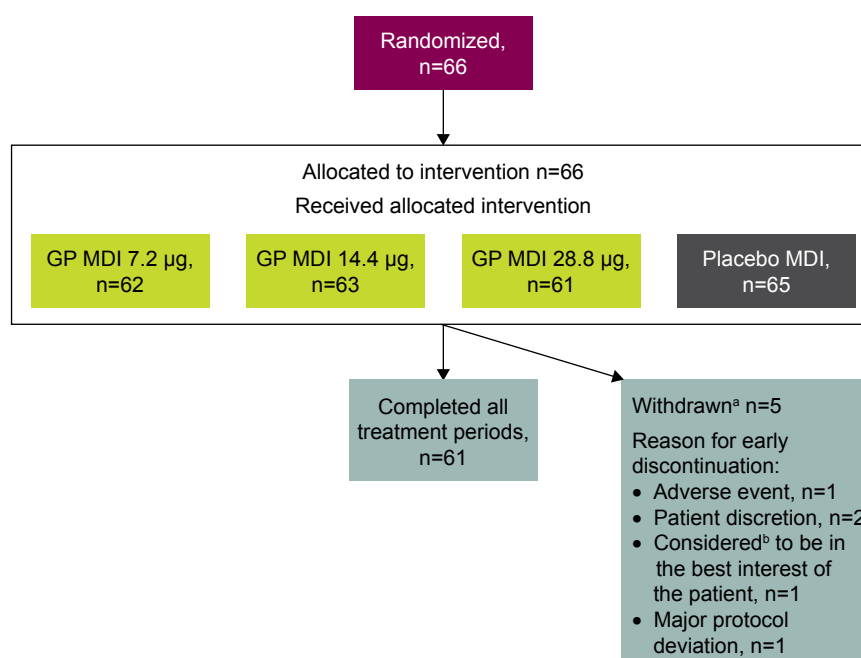 Randomized,
n=66
Allocated to intervention n=66
Received allocated intervention
GP MDI 7.2 µg,
n=62
GP MDI 14.4 µg,
n=63
GP MDI 28.8 µg,
n=61
Placebo MDI,
n=65
Completed all
treatment periods,
n=61
Withdrawnᵃ n=5
Reason for early
discontinuation:
• Adverse event, n=1
• Patient discretion, n=2
• Consideredᵇ to be in
the best interest of
the patient, n=1
• Major protocol
deviation, n=1